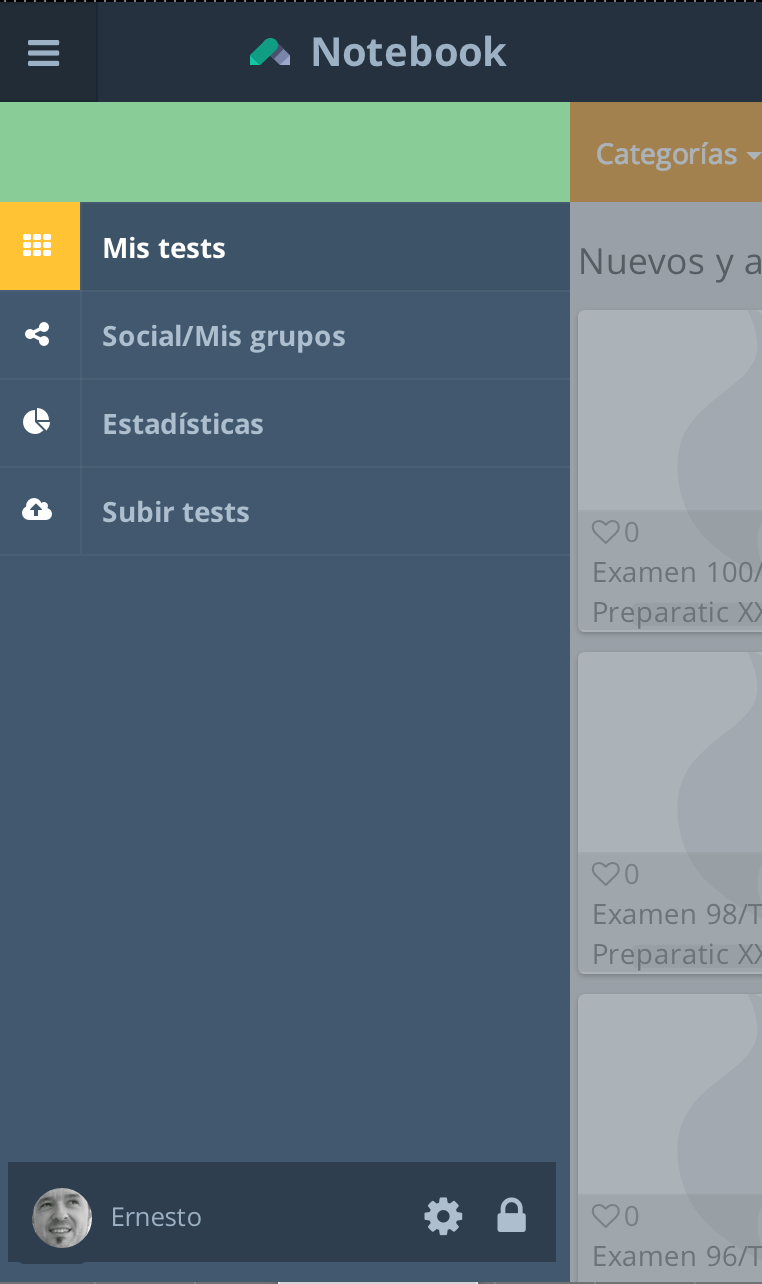 Notebook
Categorías
Mis tests
Social/Mis grupos
Estadísticas
Subir tests
Ernesto
Nuevos y a
0
Examen 100/
Preparatic XX
0
Examen 98/T
Preparatic XX
0
Examen 96/T